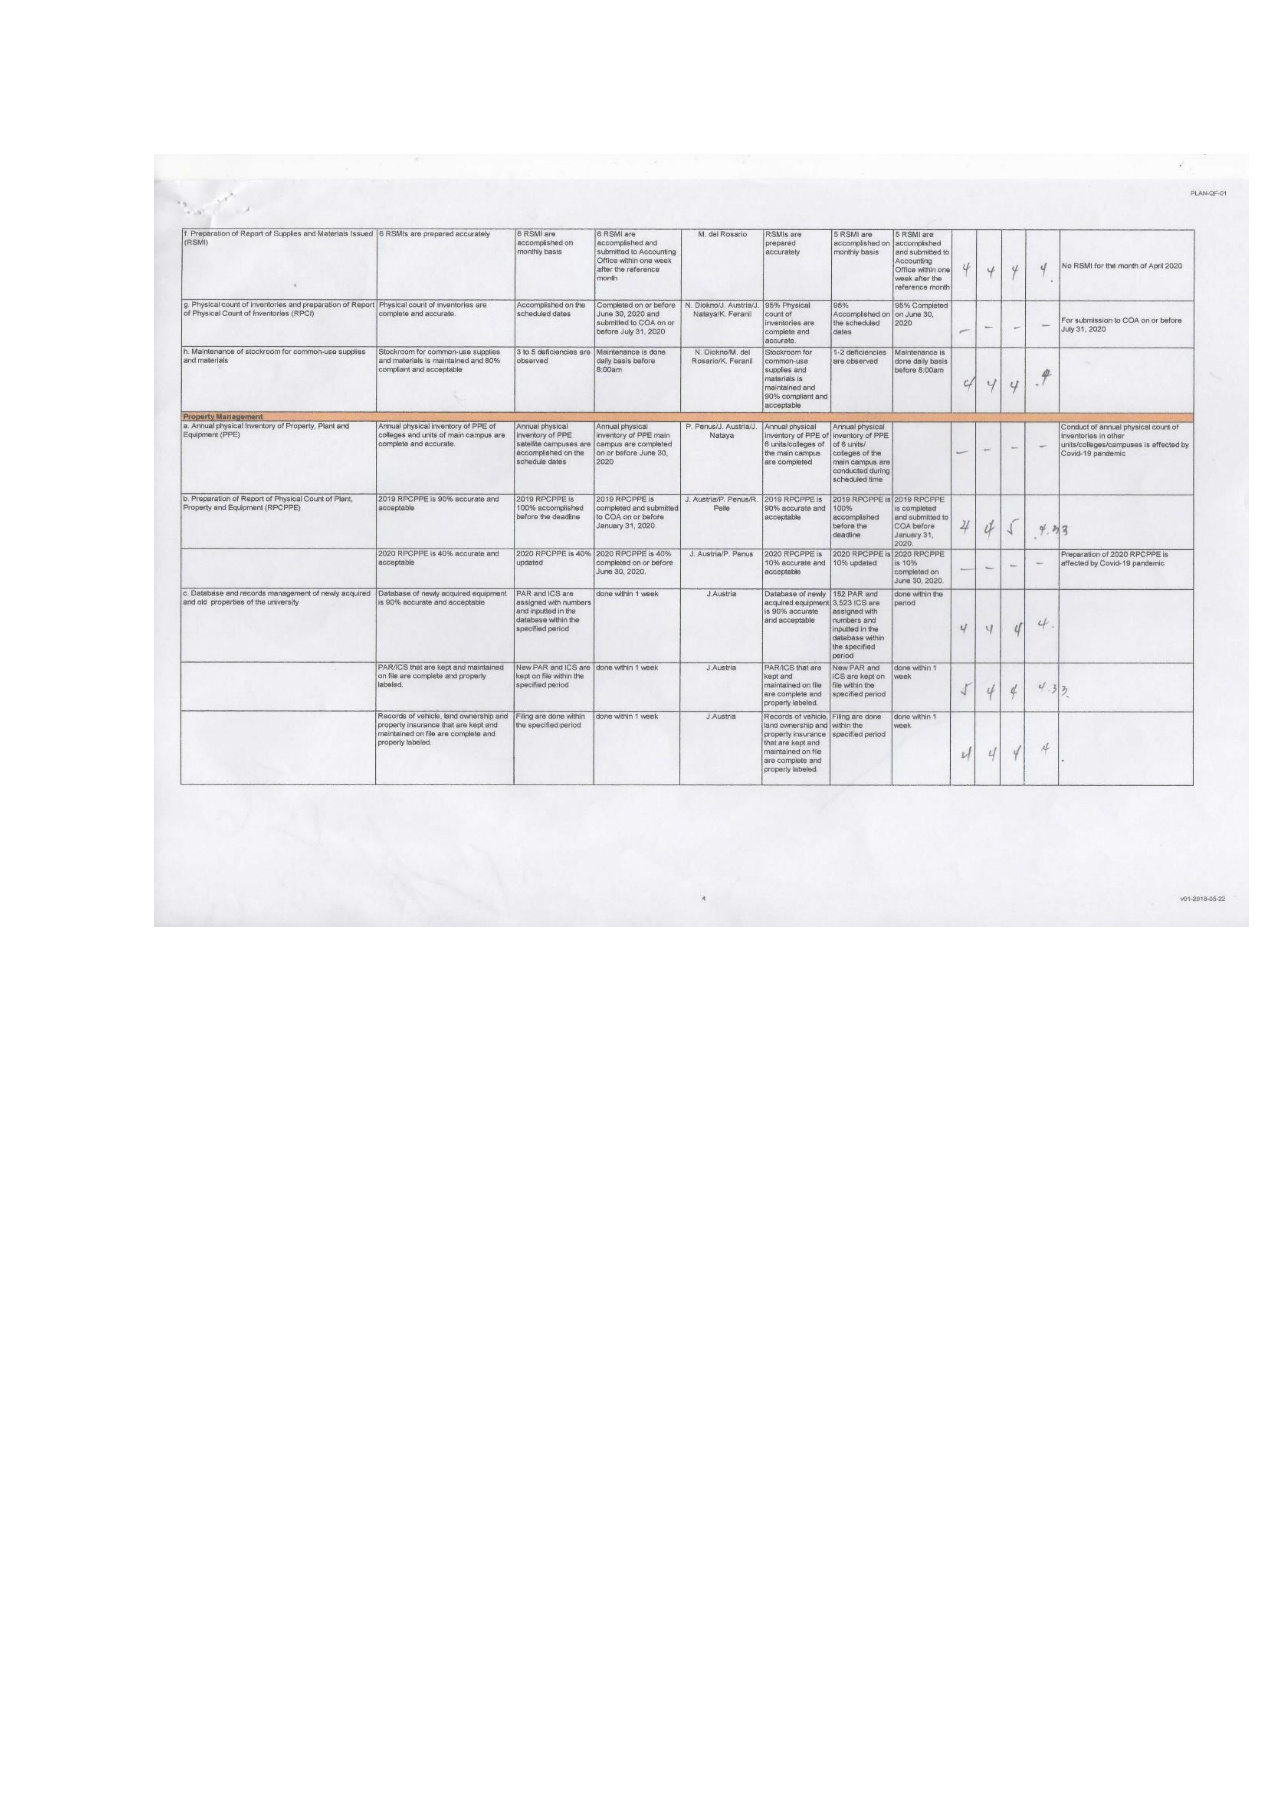 PLAN-QF-01
f. Preparation of Report of Supplies and Materials Issued
(RSMI)
6 RSMIs are prepared accurately
6 RSMI are
accomplished on
monthly basis
6 RSMI are
accomplished and
submitted to Accounting
Office within one week
after the reference
month
M. del Rosario
RSMIs are
prepared
accurately
5 RSMI are
accomplished on
monthly basis
5 RSMI are
accomplished
and submitted to
Accounting
Office within one
week after the
reference month
4 4 4 4.
No RSMI for the month of April 2020
g. Physical count of inventories and preparation of Report
of Physical Count of Inventories (RPCI)
Physical count of inventories are
complete and accurate.
Accomplished on the
scheduled dates
Completed on or before
June 30, 2020 and
submitted to COA on or
before July 31, 2020
N. Diokno/J. Austria/J.
Nataya/K. Feranil
95% Physical
count of
inventories are
complete and
accurate.
95%
Accomplished on
the scheduled
dates
95% Completed
on June 30,
2020
– – – –
For submission to COA on or before
July 31, 2020
h. Maintenance of stockroom for common-use supplies
and materials
Stockroom for common-use supplies
and materials is maintained and 80%
compliant and acceptable
3 to 5 deficiencies are
observed
Maintenance is done
daily basis before
8:00am
N. Diokno/M. del
Rosario/K. Feranil
Stockroom for
common-use
supplies and
materials is
maintained and
90% compliant and
acceptable
1-2 deficiencies
are observed
Maintenance is
done daily basis
before 8:00am
4 4 4 .4
Property Management
a. Annual physical Inventory of Property, Plant and
Equipment (PPE)
Annual physical inventory of PPE of
colleges and units of main campus are
complete and accurate.
Annual physical
inventory of PPE
satellite campuses are
accomplished on the
schedule dates
Annual physical
inventory of PPE main
campus are completed
on or before June 30,
2020
P. Penus/J. Austria/J.
Nataya
Annual physical
inventory of PPE of
6 units/colleges of
the main campus
are completed
Annual physical
inventory of PPE
of 6 units/
colleges of the
main campus are
conducted during
scheduled time
– – – –
Conduct of annual physical count of
inventories in other
units/colleges/campuses is affected by
Covid-19 pandemic
b. Preparation of Report of Physical Count of Plant,
Property and Equipment (RPCPPE)
2019 RPCPPE is 90% accurate and
acceptable
2019 RPCPPE is
100% accomplished
before the deadline
2019 RPCPPE is
completed and submitted
to COA on or before
January 31, 2020
J. Austria/P. Penus/R.
Pelle
2019 RPCPPE is
90% accurate and
acceptable
2019 RPCPPE is
100%
accomplished
before the
deadline
2019 RPCPPE
is completed
and submitted to
COA before
January 31,
2020.
4 4 5 4.33
2020 RPCPPE is 40% accurate and
acceptable
2020 RPCPPE is 40%
updated
2020 RPCPPE is 40%
completed on or before
June 30, 2020.
J. Austria/P. Penus
2020 RPCPPE is
10% accurate and
acceptable
2020 RPCPPE is
10% updated
2020 RPCPPE
is 10%
completed on
June 30, 2020.
– – – –
Preparation of 2020 RPCPPE is
affected by Covid-19 pandemic
c. Database and records management of newly acquired
and old properties of the university
Database of newly acquired equipment
is 90% accurate and acceptable
PAR and ICS are
assigned with numbers
and inputted in the
database within the
specified period
done within 1 week
J.Austria
Database of newly
acquired equipment
is 90% accurate
and acceptable
152 PAR and
3,523 ICS are
assigned with
numbers and
inputted in the
database within
the specified
period
done within the
period
4 4 4 4.
PAR/ICS that are kept and maintained
on file are complete and properly
labeled.
New PAR and ICS are
kept on file within the
specified period
done within 1 week
J.Austria
PAR/ICS that are
kept and
maintained on file
are complete and
properly labeled.
New PAR and
ICS are kept on
file within the
specified period
done within 1
week
5 4 4 4.33.
Records of vehicle, land ownership and
property insurance that are kept and
maintained on file are complete and
properly labeled.
Filing are done within
the specified period
done within 1 week
J.Austria
Records of vehicle,
land ownership and
property insurance
that are kept and
maintained on file
are complete and
properly labeled.
Filing are done
within the
specified period
done within 1
week
4 4 4 4
4
v01-2018-05-22